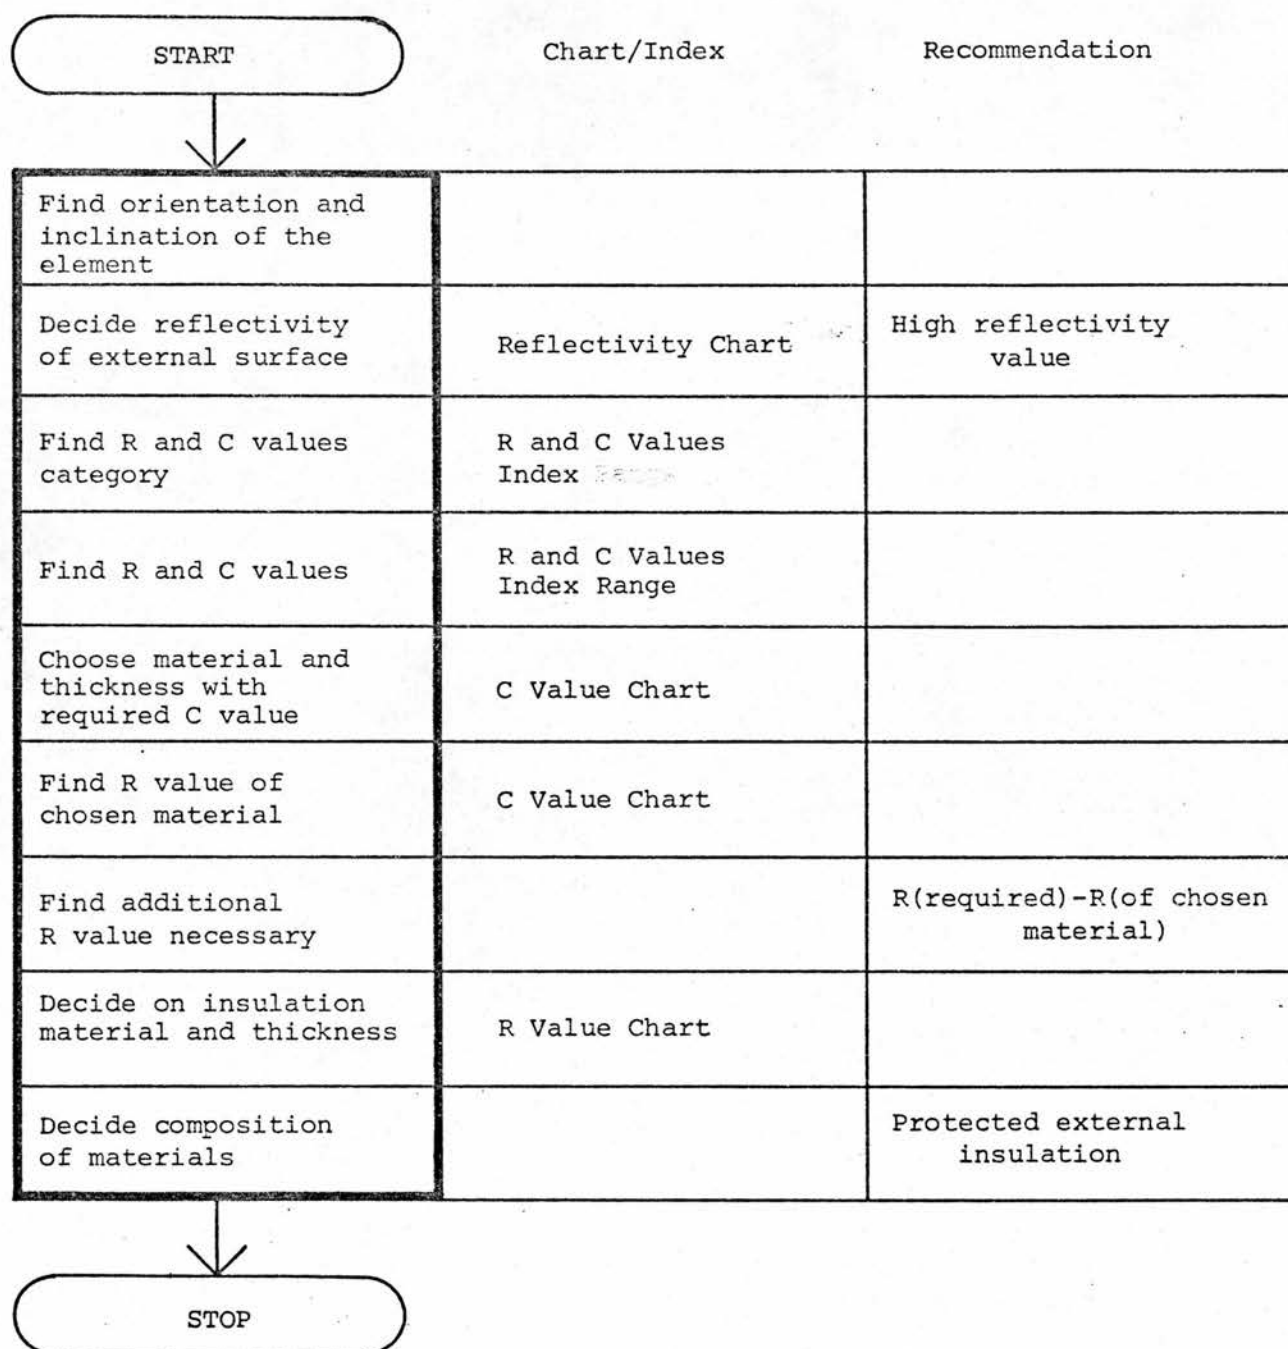 START
Chart/Index
Recommendation
Find orientation and
inclination of the
element
Decide reflectivity
of external surface
Reflectivity Chart
High reflectivity
value
Find R and C values
category
R and C Values
Index
Find R and C values
R and C Values
Index Range
Choose material and
thickness with
required C value
C Value Chart
Find R value of
chosen material
C Value Chart
Find additional
R value necessary
R(required)-R(of chosen
material)
Decide on insulation
material and thickness
R Value Chart
Decide composition
of materials
Protected external
insulation
STOP